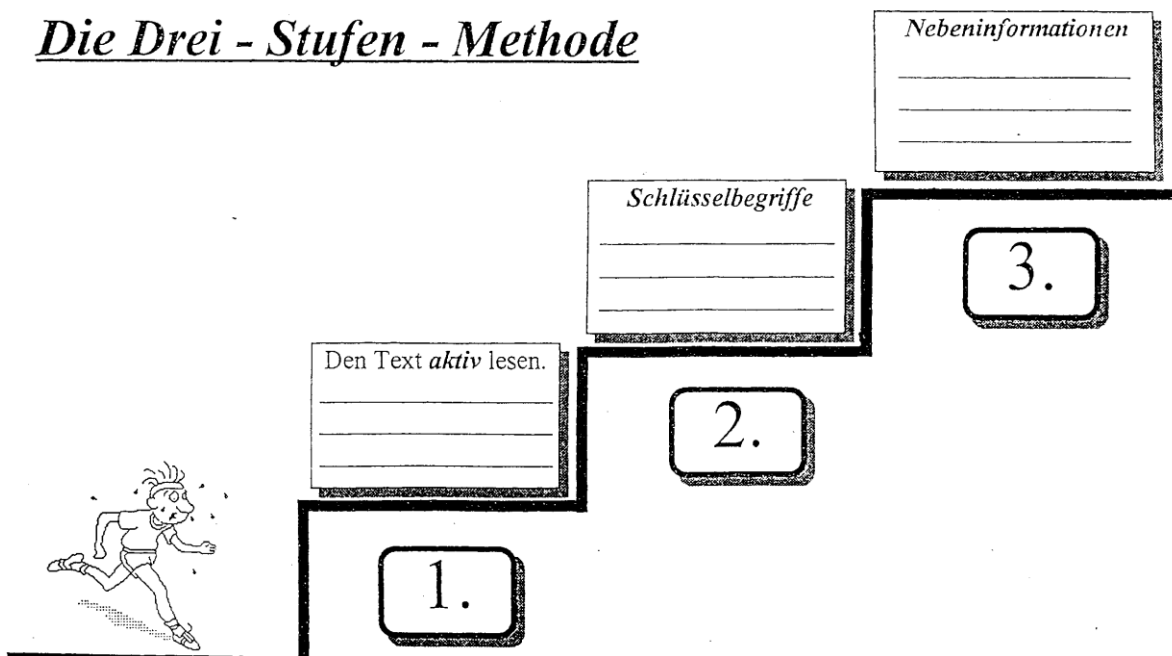 Die Drei - Stufen - Methode
Nebeninformationen
Schlüsselbegriffe
3.
Den Text aktiv lesen.
2.
1.